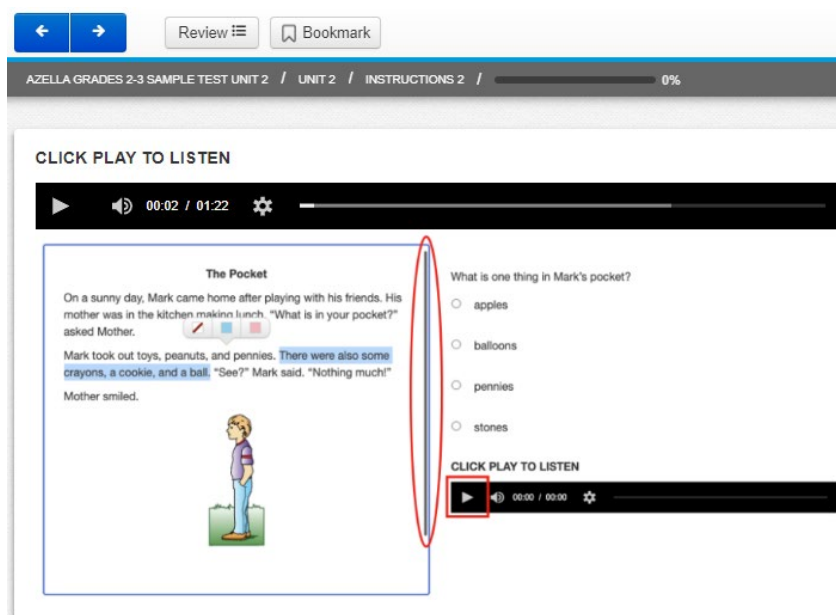 Review
Bookmark
AZELLA GRADES 2-3 SAMPLE TEST UNIT 2 / UNIT 2 / INSTRUCTIONS 2 / 0%
CLICK PLAY TO LISTEN
00:02 / 01:22
The Pocket
On a sunny day, Mark came home after playing with his friends. His
mother was in the kitchen making lunch. “What is in your pocket?”
asked Mother.
Mark took out toys, peanuts, and pennies. There were also some
crayons, a cookie, and a ball. “See?” Mark said. “Nothing much!”
Mother smiled.
What is one thing in Mark's pocket?
apples
balloons
pennies
stones
CLICK PLAY TO LISTEN
00:00 / 00:00